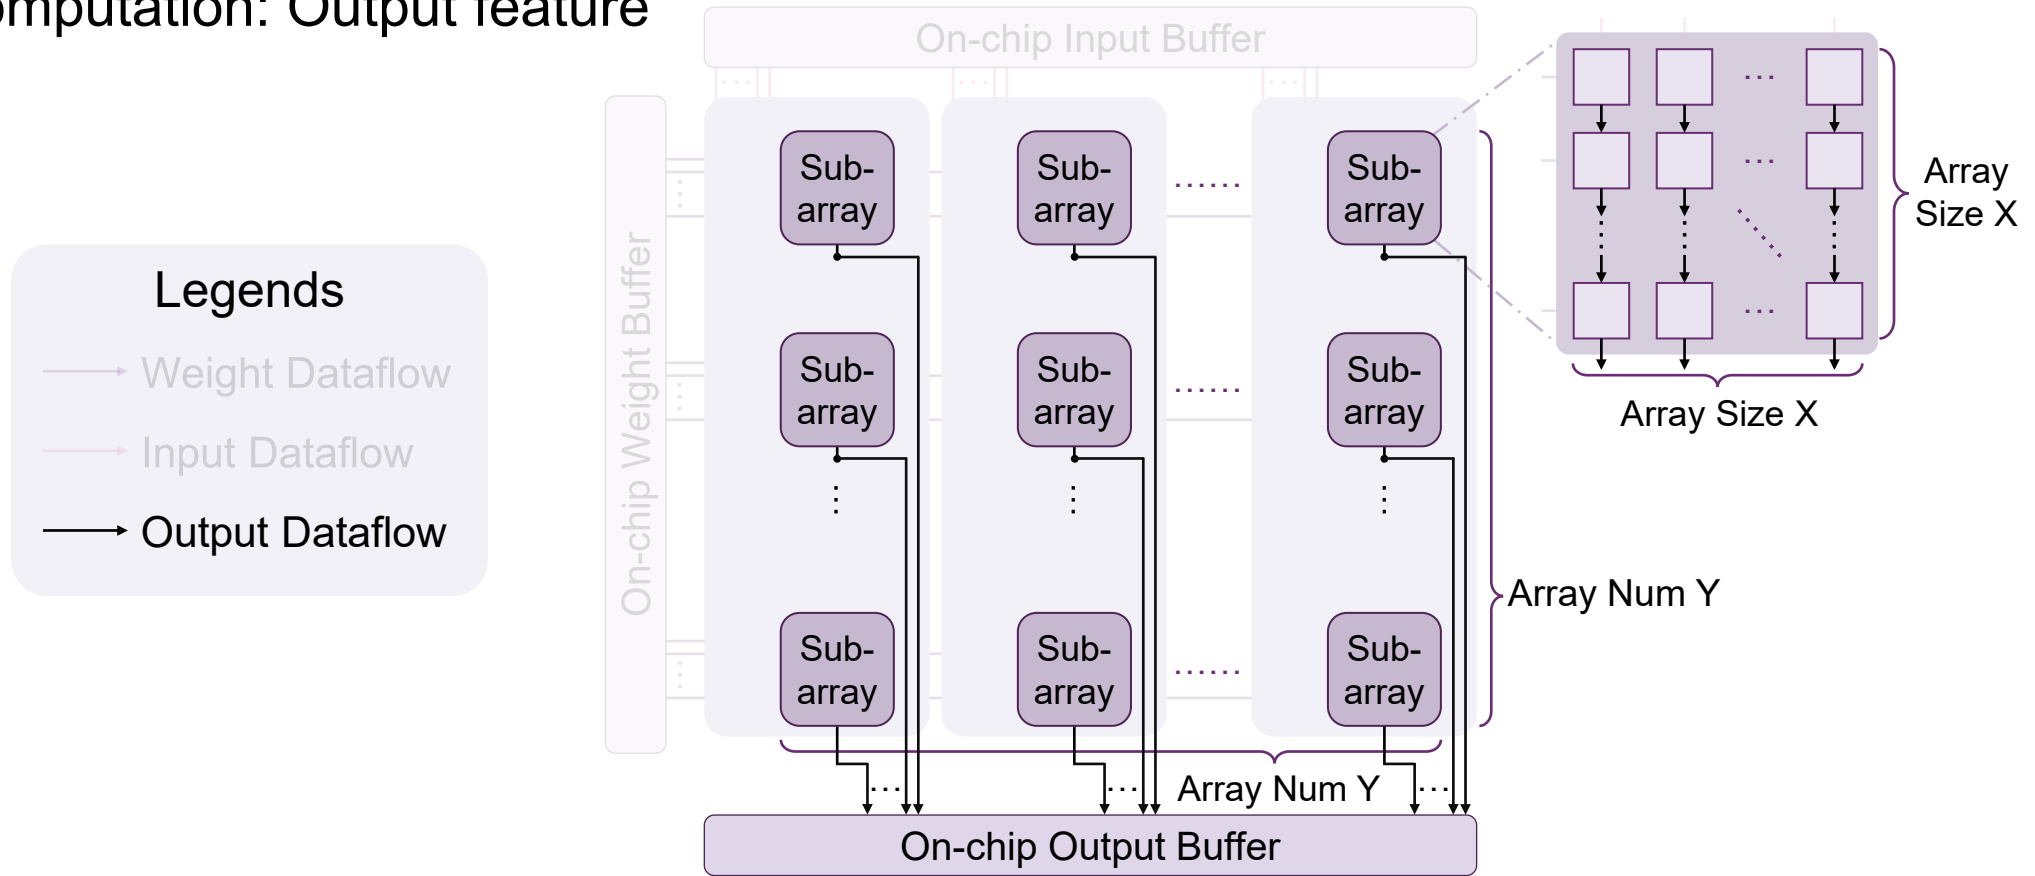 omputation: Output feature
On-chip Input Buffer
On-chip Weight Buffer
Legends
Weight Dataflow
Input Dataflow
Output Dataflow
Sub-
array
Sub-
array
......
Sub-
array
Sub-
array
Sub-
array
......
Sub-
array
Sub-
array
Sub-
array
......
Sub-
array
Array
Size X
Array Size X
Array Num Y
Array Num Y
On-chip Output Buffer